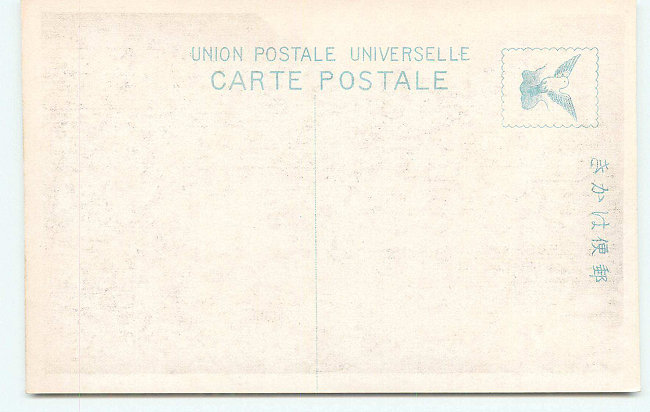 UNION POSTALE UNIVERSELLE
CARTE POSTALE
郵便はかき